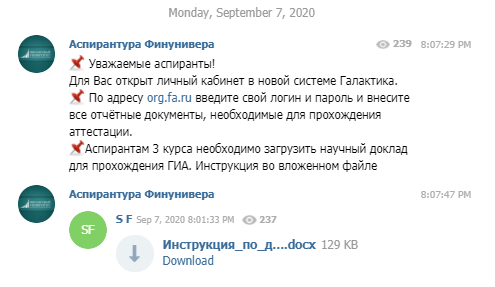 Monday, September 7, 2020
Аспирантура Финунивера 239 8:07:29 PM
📌 Уважаемые аспиранты!
Для Вас открыт личный кабинет в новой системе Галактика.
📌 По адресу org.fa.ru введите свой логин и пароль и внесите
все отчётные документы, необходимые для прохождения
аттестации.
📌Аспирантам 3 курса необходимо загрузить научный доклад
для прохождения ГИА. Инструкция во вложенном файле
Аспирантура Финунивера 8:07:47 PM
SF
S F Sep 7, 2020 8:01:33 PM 237
Инструкция_по_д....docx 129 KB
Download